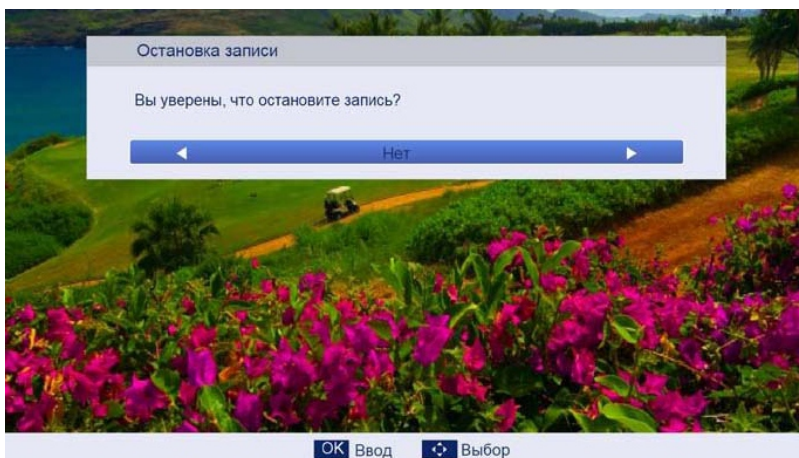 Остановка записи
Вы уверены, что остановите запись?
Нет
OK Ввод Выбор